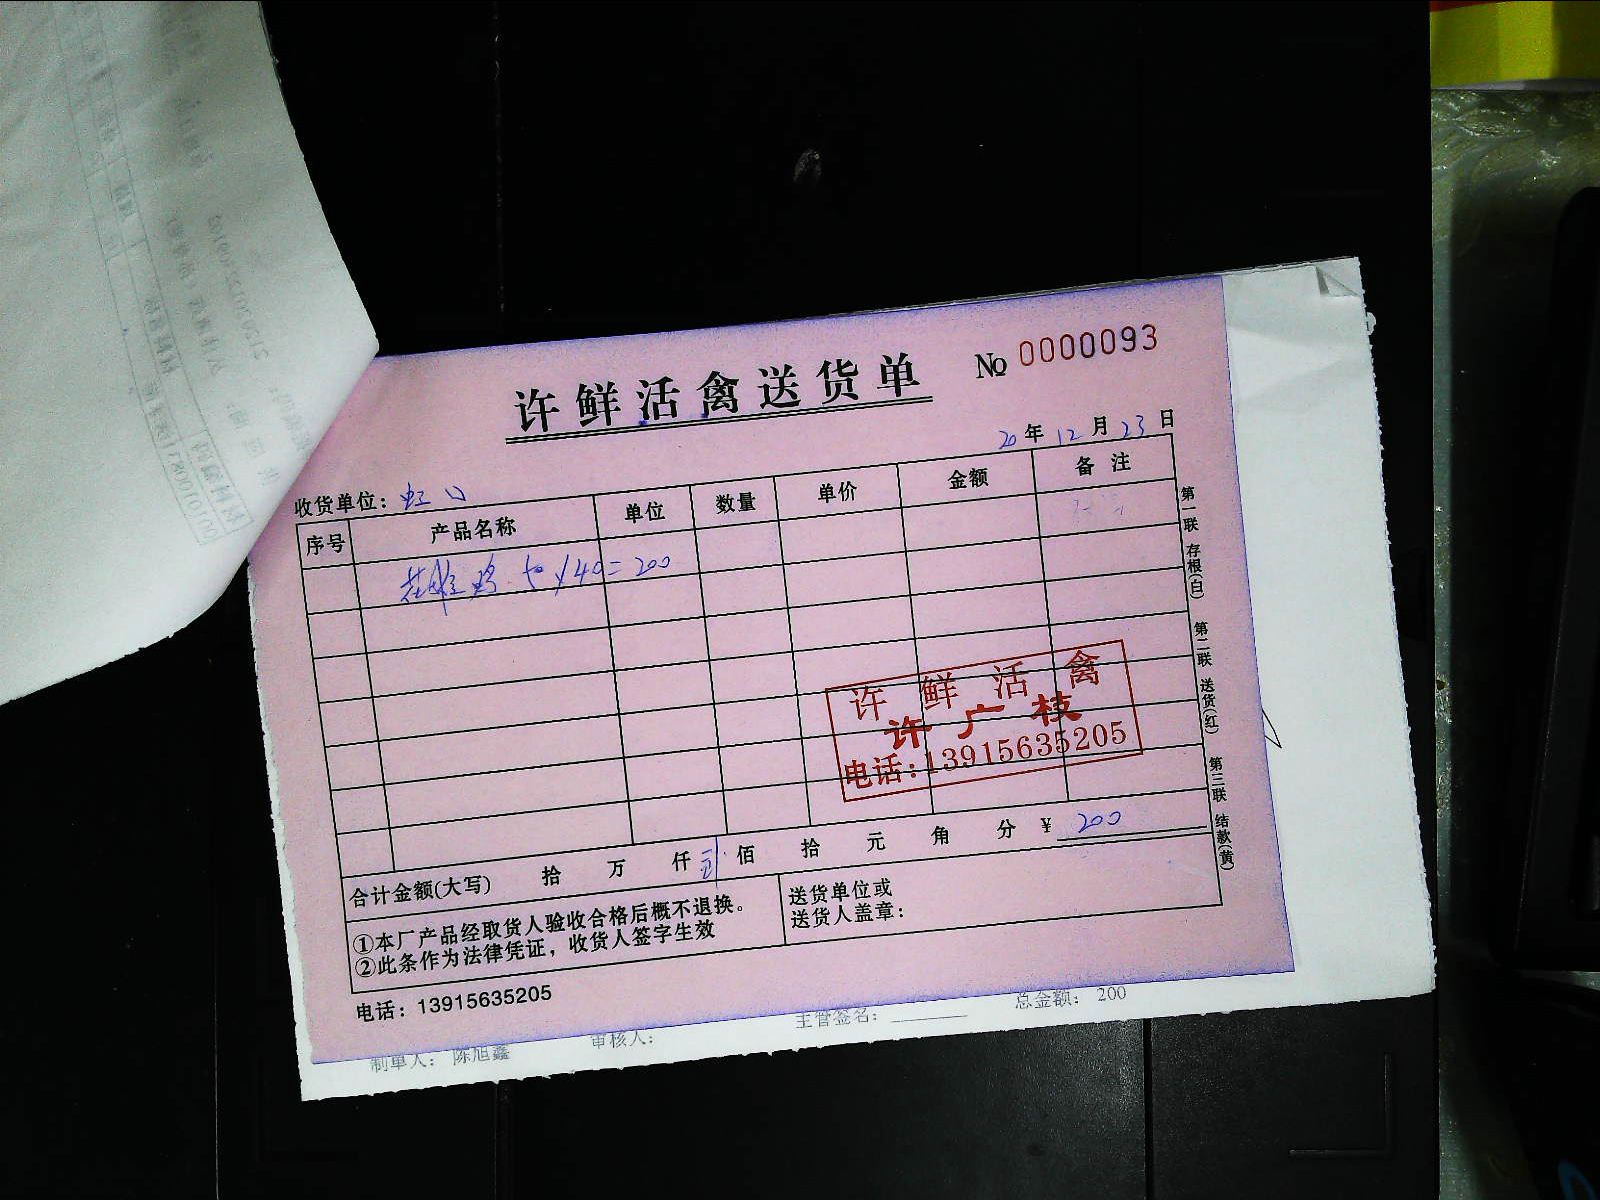 许鲜活禽送货单
№ 0000093
20年12月23日
收货单位：虹口
序号 产品名称 单位 数量 单价 金额 备注
花 鸡 50×40=200
许鲜活禽
许广枝
电话:13915635205
合计金额(大写) 拾 万 仟 佰 拾 元 角 分 ¥ 200
①本厂产品经取货人验收合格后概不退换。
②此条作为法律凭证，收货人签字生效
送货单位或
送货人盖章：
电话：13915635205
第一联 存根(白) 第二联 送货(红) 第三联 结款(黄)
制单人： 陈旭鑫 审核人： 主管签名： 总金额： 200